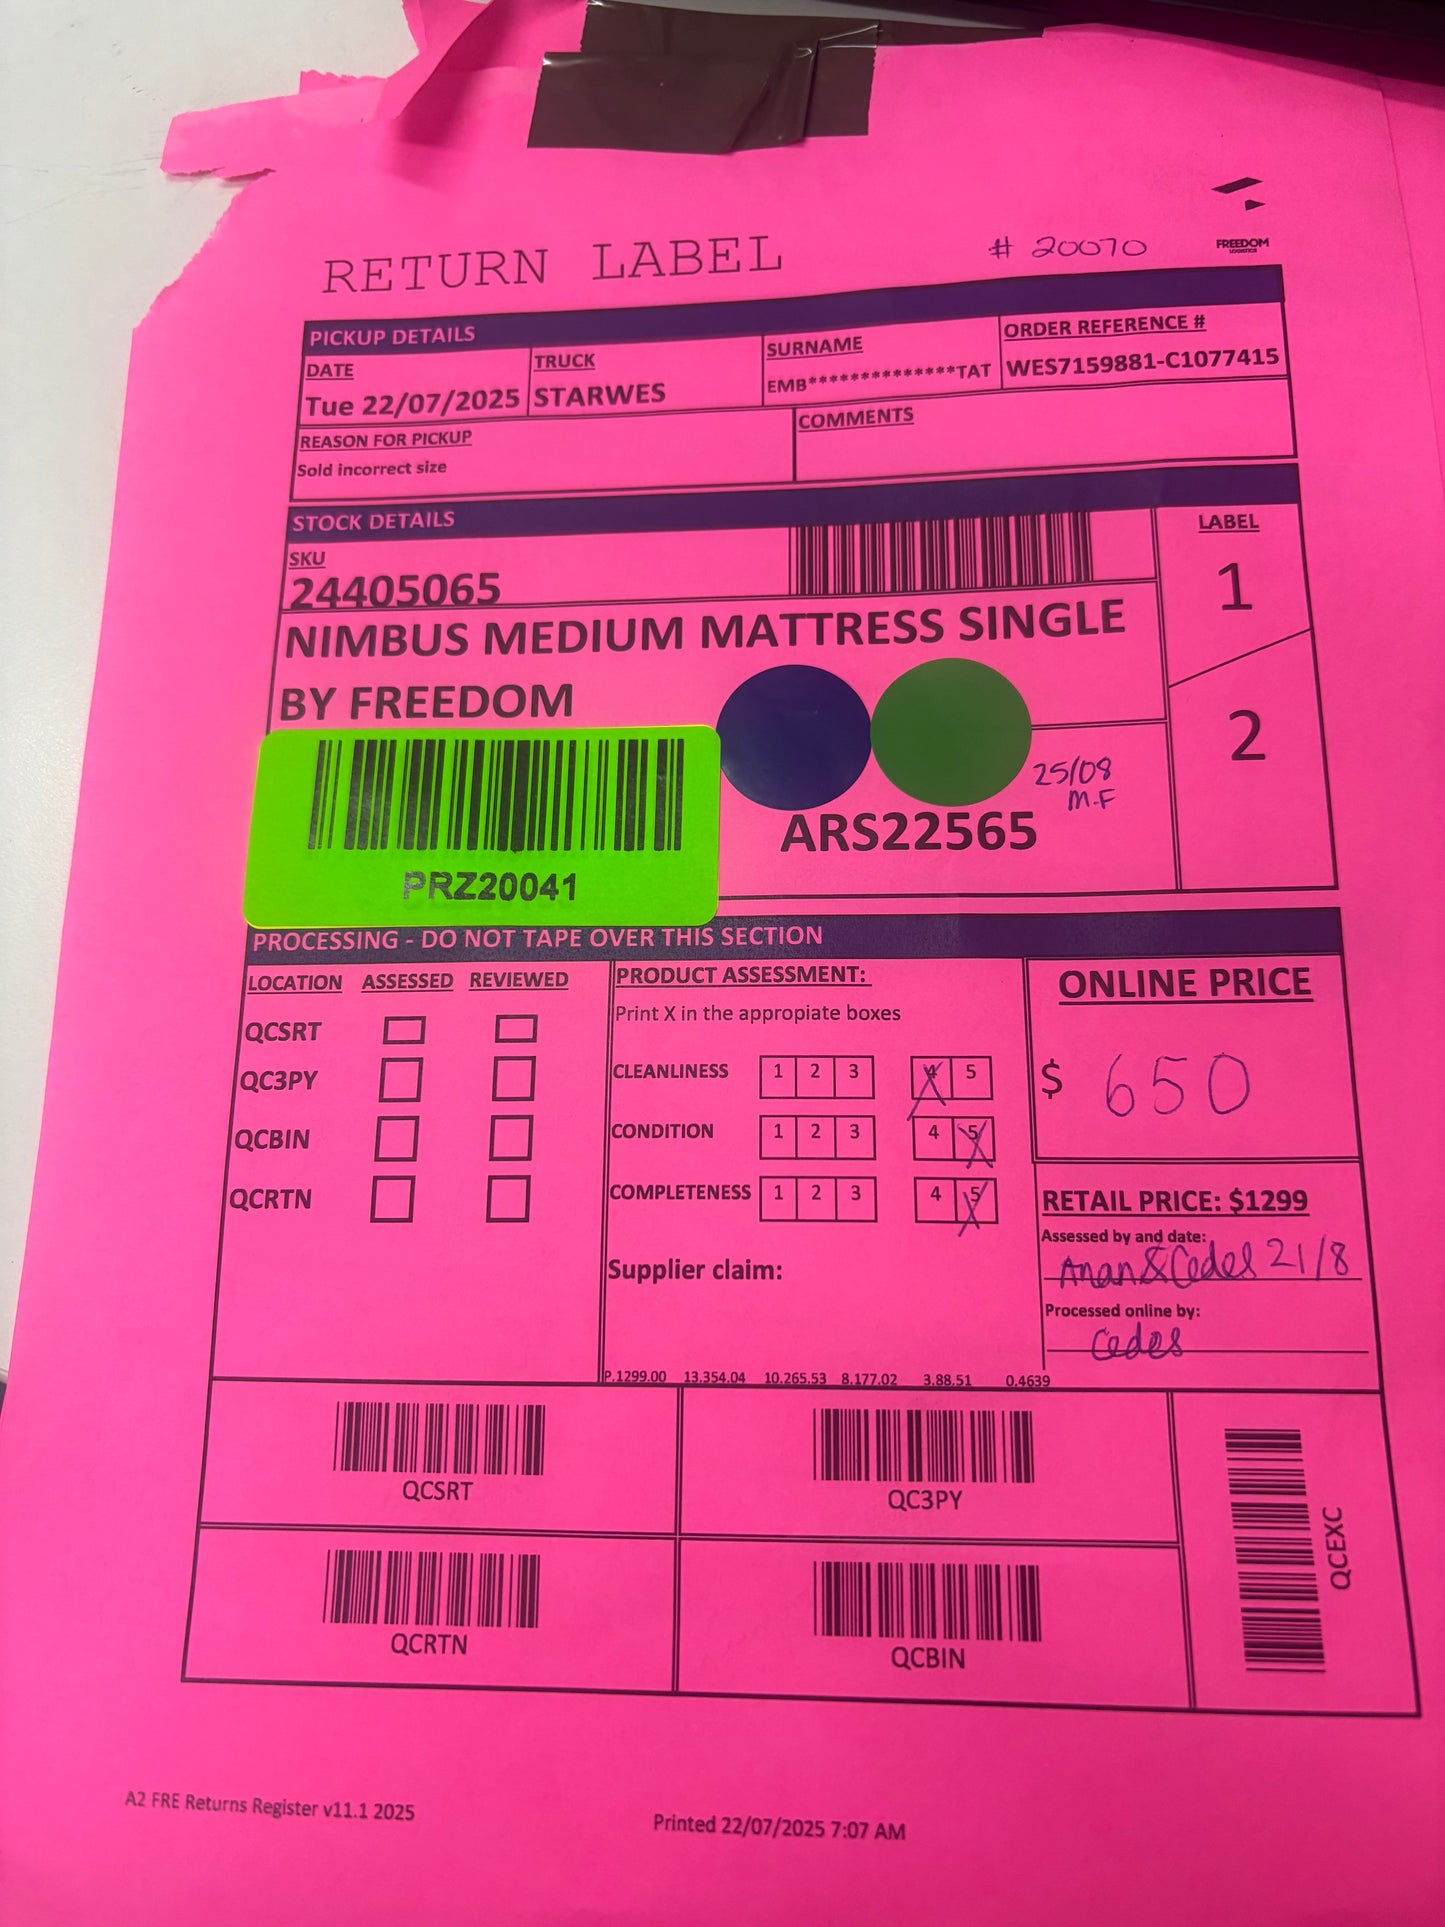 RETURN LABEL
# 20070
FREEDOM
LOGISTICS
PICKUP DETAILS
DATE
Tue 22/07/2025
TRUCK
STARWES
SURNAME
EMB**************TAT
ORDER REFERENCE #
WES7159881-C1077415
REASON FOR PICKUP
Sold incorrect size
COMMENTS
STOCK DETAILS
SKU
24405065
LABEL
1
2
NIMBUS MEDIUM MATTRESS SINGLE
BY FREEDOM
25/08
M.F
ARS22565
PRZ20041
PROCESSING - DO NOT TAPE OVER THIS SECTION
LOCATION ASSESSED REVIEWED
QCSRT
QC3PY
QCBIN
QCRTN
PRODUCT ASSESSMENT:
Print X in the appropiate boxes
CLEANLINESS 1 2 3 4 5
CONDITION 1 2 3 4 5
COMPLETENESS 1 2 3 4 5
Supplier claim:
P.1299.00 13.354.04 10.265.53 8.177.02 3.88.51 0.4639
ONLINE PRICE
$ 650
RETAIL PRICE: $1299
Assessed by and date:
Anan & Cedes 21/8
Processed online by:
Cedes
QCSRT
QC3PY
QCRTN
QCBIN
QCEXC
A2 FRE Returns Register v11.1 2025
Printed 22/07/2025 7:07 AM